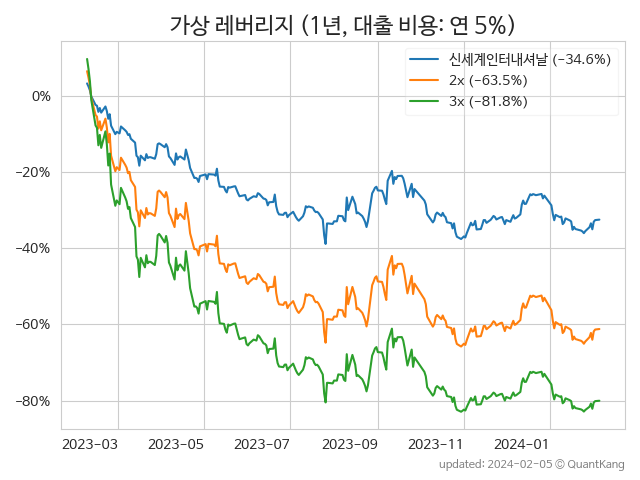 가상 레버리지 (1년, 대출 비용: 연 5%)
신세계인터내셔날 (−34.6%)
2x (−63.5%)
3x (−81.8%)
0%
−20%
−40%
−60%
−80%
2023-03 2023-05 2023-07 2023-09 2023-11 2024-01
updated: 2024-02-05 © QuantKang